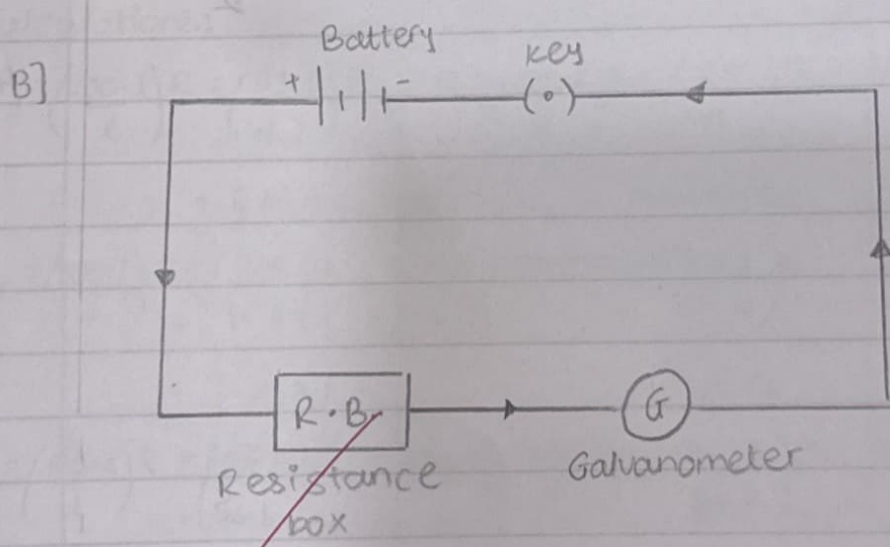 Battery
key
B]
+ -
(•)
R.B.
G
Resistance
box
Galvanometer